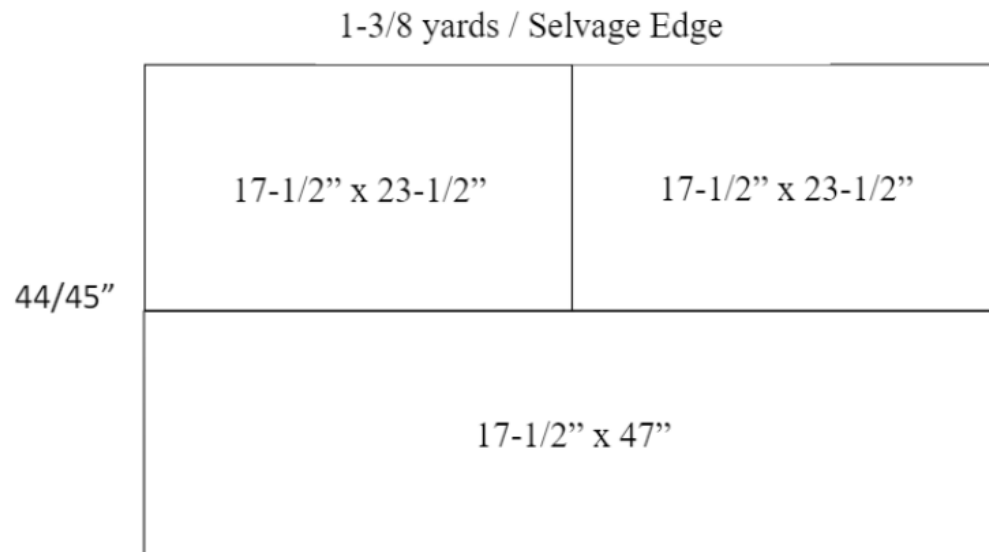 1-3/8 yards / Selvage Edge
17-1/2” x 23-1/2”
17-1/2” x 23-1/2”
44/45”
17-1/2” x 47”